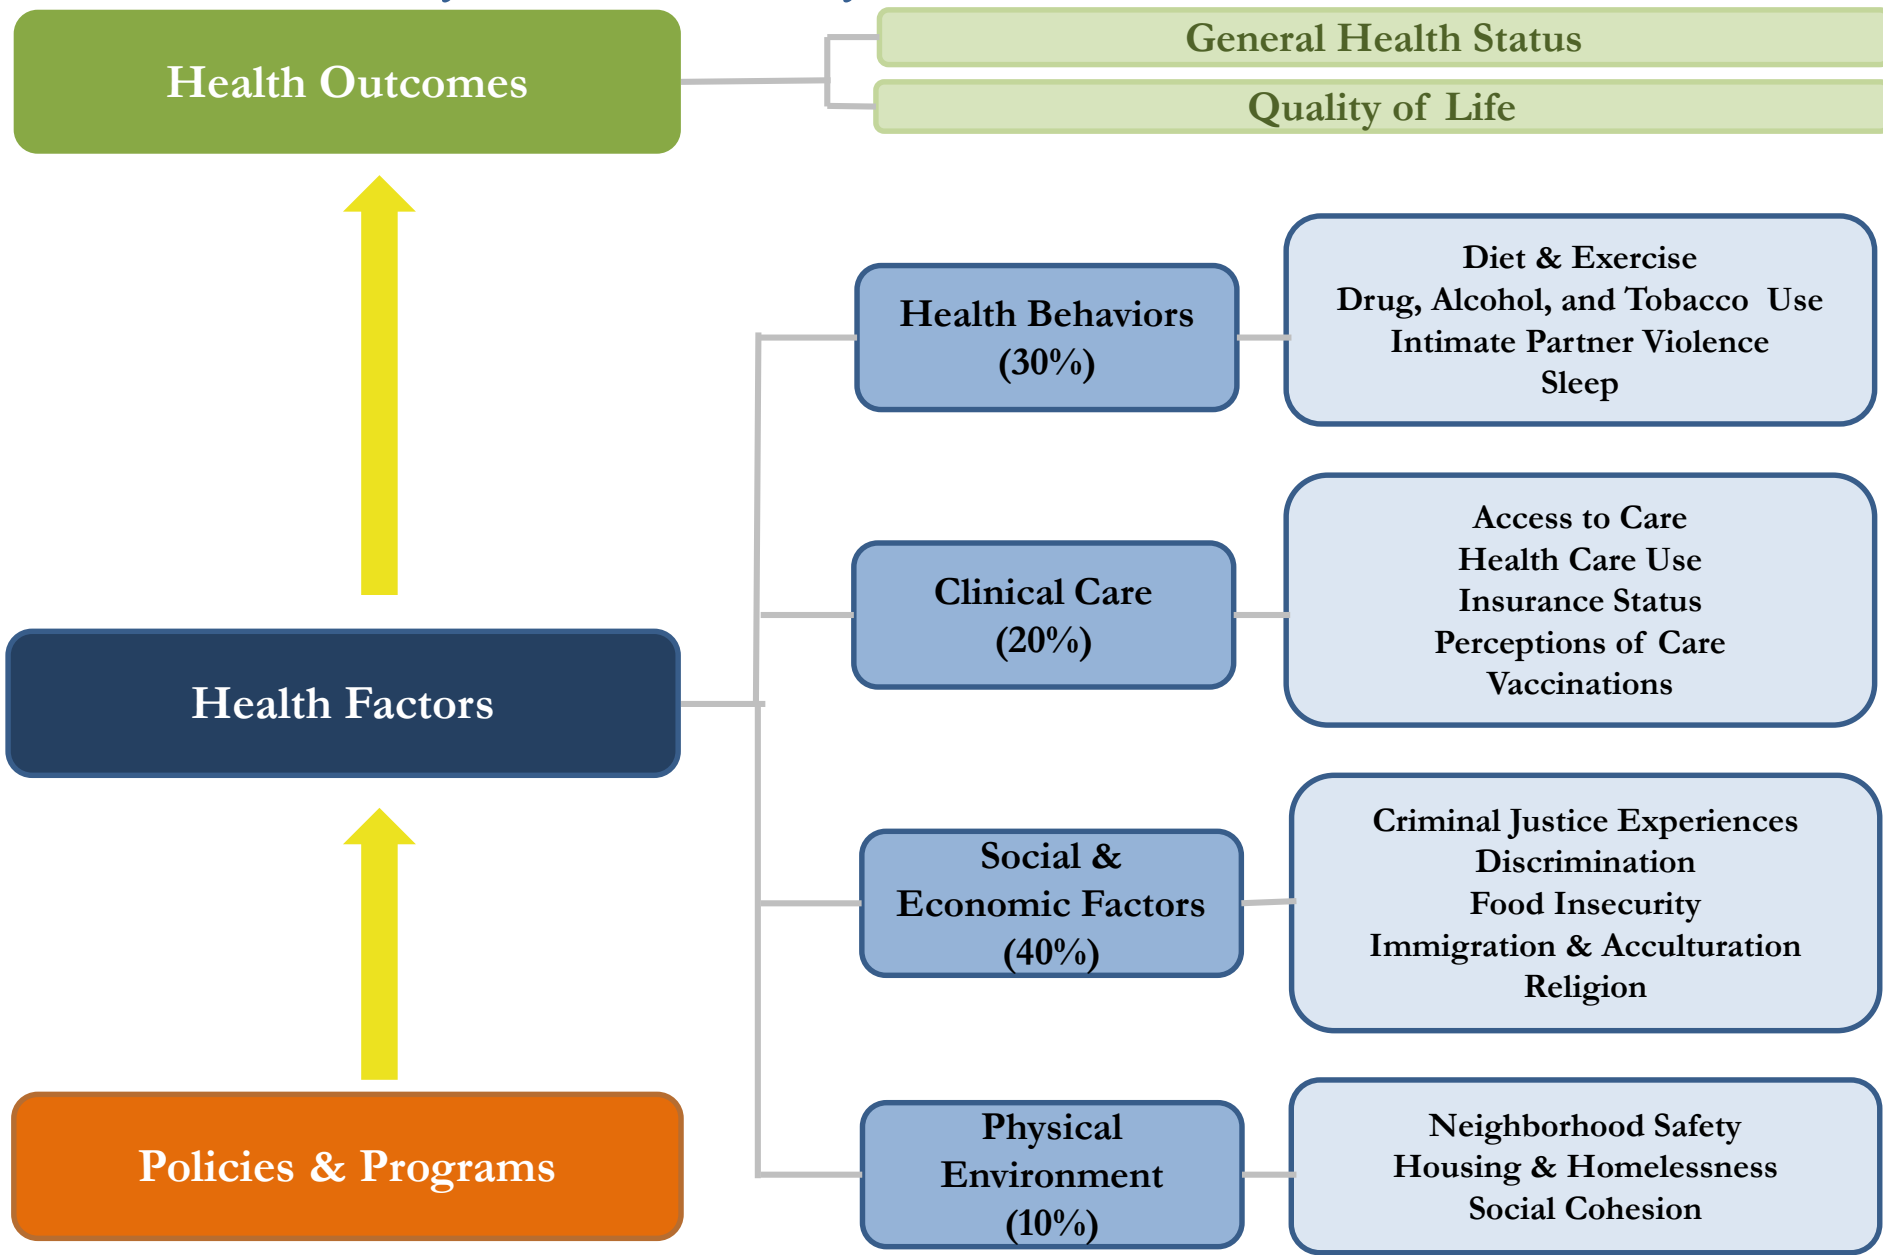 Health Outcomes
General Health Status
Quality of Life
Health Behaviors
(30%)
Diet & Exercise
Drug, Alcohol, and Tobacco Use
Intimate Partner Violence
Sleep
Clinical Care
(20%)
Access to Care
Health Care Use
Insurance Status
Perceptions of Care
Vaccinations
Health Factors
Social &
Economic Factors
(40%)
Criminal Justice Experiences
Discrimination
Food Insecurity
Immigration & Acculturation
Religion
Policies & Programs
Physical
Environment
(10%)
Neighborhood Safety
Housing & Homelessness
Social Cohesion